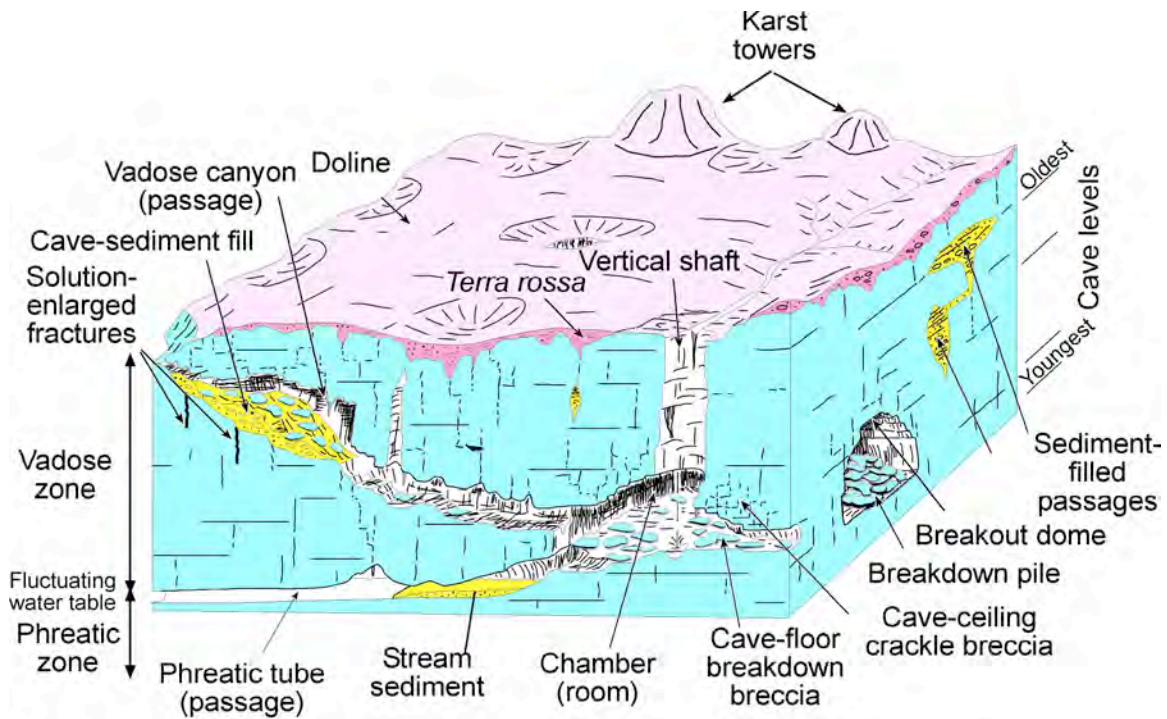 Karst
towers
Doline
Vadose canyon
(passage)
Cave-sediment fill
Solution-
enlarged
fractures
Terra rossa
Vertical shaft
Oldest
Cave levels
Youngest
Vadose
zone
Fluctuating
water table
Phreatic
zone
Phreatic tube
(passage)
Stream
sediment
Chamber
(room)
Cave-floor
breakdown
breccia
Cave-ceiling
crackle breccia
Breakdown pile
Breakout dome
Sediment-
filled
passages